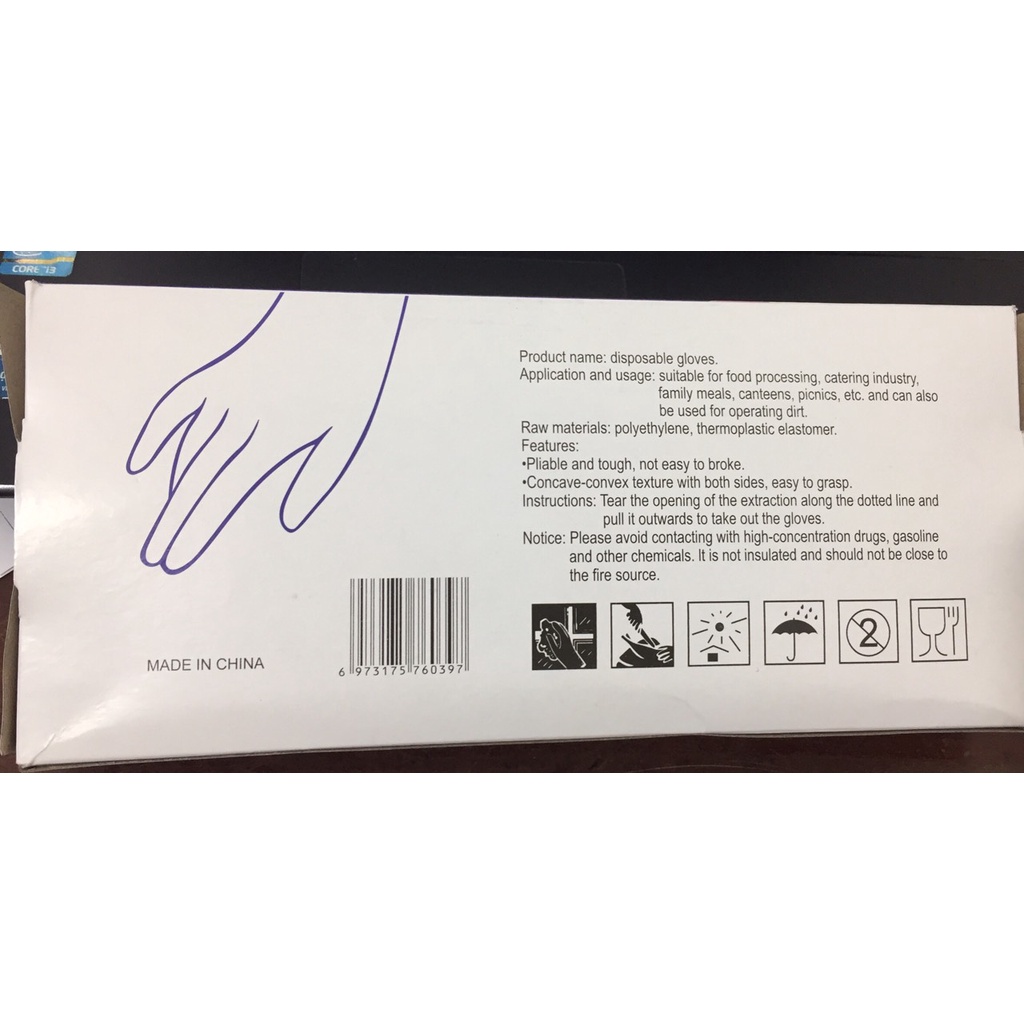 CORE i3
Product name: disposable gloves.
Application and usage: suitable for food processing, catering industry,
family meals, canteens, picnics, etc. and can also
be used for operating dirt.
Raw materials: polyethylene, thermoplastic elastomer.
Features:
•Pliable and tough, not easy to broke.
•Concave-convex texture with both sides, easy to grasp.
Instructions: Tear the opening of the extraction along the dotted line and
pull it outwards to take out the gloves.
Notice: Please avoid contacting with high-concentration drugs, gasoline
and other chemicals. It is not insulated and should not be close to
the fire source.
2
MADE IN CHINA
6 973175 760397